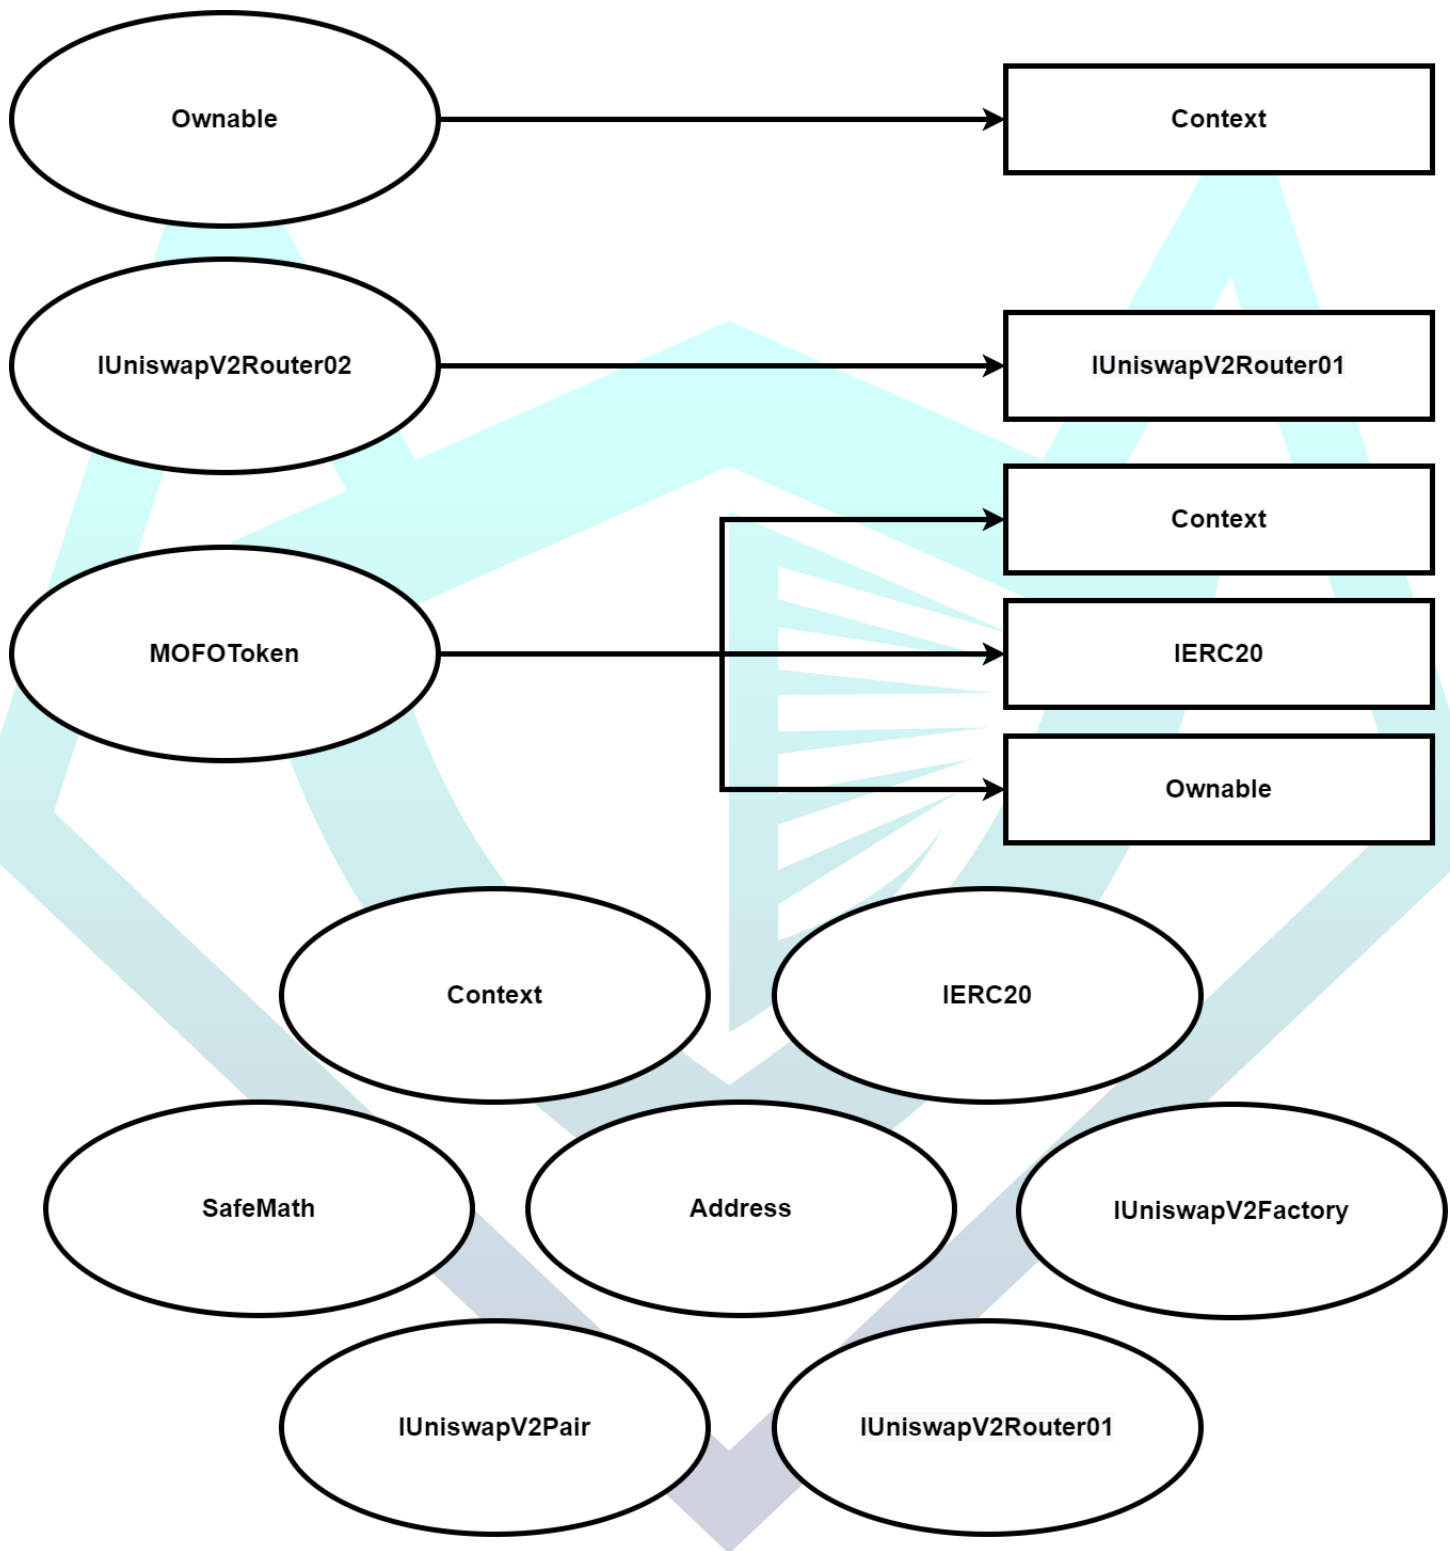 Ownable
Context
IUniswapV2Router02
IUniswapV2Router01
Context
MOFOToken
IERC20
Ownable
Context
IERC20
SafeMath
Address
IUniswapV2Factory
IUniswapV2Pair
IUniswapV2Router01